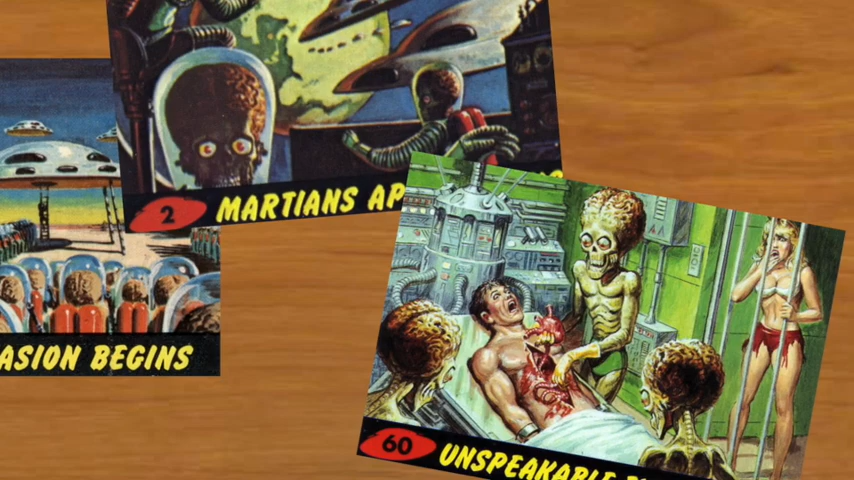 2 MARTIANS AP
ASION BEGINS
60 UNSPEAKABLE